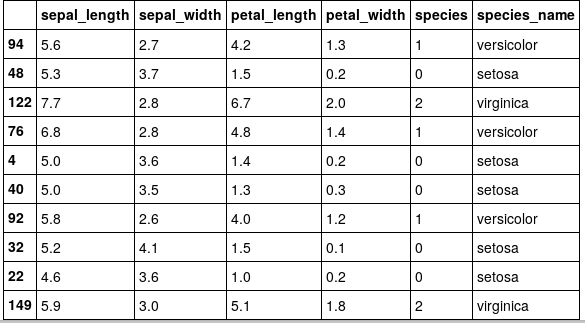 sepal_length sepal_width petal_length petal_width species species_name
94 5.6 2.7 4.2 1.3 1 versicolor
48 5.3 3.7 1.5 0.2 0 setosa
122 7.7 2.8 6.7 2.0 2 virginica
76 6.8 2.8 4.8 1.4 1 versicolor
4 5.0 3.6 1.4 0.2 0 setosa
40 5.0 3.5 1.3 0.3 0 setosa
92 5.8 2.6 4.0 1.2 1 versicolor
32 5.2 4.1 1.5 0.1 0 setosa
22 4.6 3.6 1.0 0.2 0 setosa
149 5.9 3.0 5.1 1.8 2 virginica